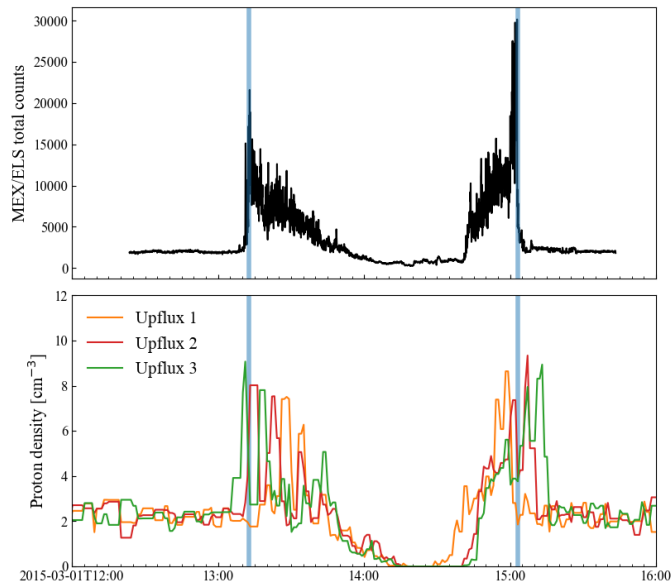 30000
25000
20000
15000
10000
5000
0
MEX/ELS total counts
12
10
8
6
4
2
0
Proton density [cm⁻³]
Upflux 1
Upflux 2
Upflux 3
2015-03-01T12:00 13:00 14:00 15:00 16:00